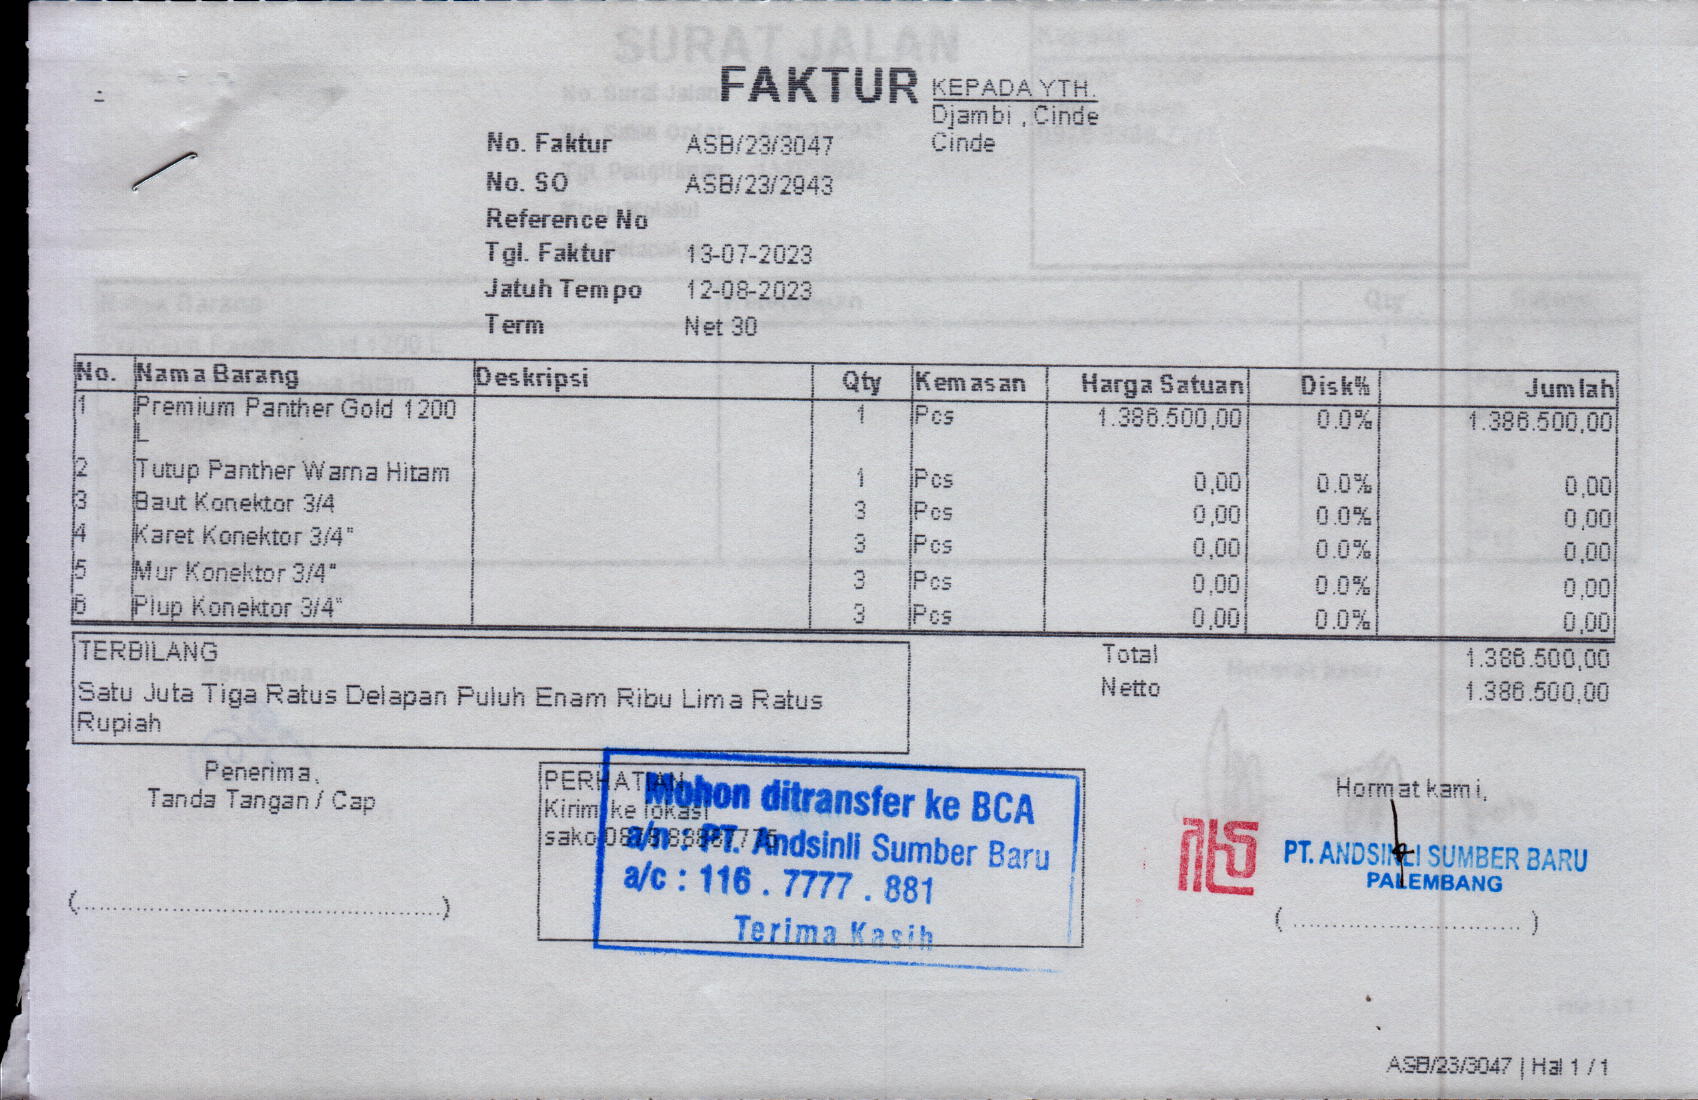 SURAT JALAN
FAKTUR
KEPADA YTH.
Djambi , Cinde
Cinde
No. Faktur ASB/23/3047
No. SO ASB/23/2943
Reference No
Tgl. Faktur 13-07-2023
Jatuh Tempo 12-08-2023
Term Net 30
No. Nama Barang Deskripsi Qty Kemasan Harga Satuan Disk% Jumlah
1 Premium Panther Gold 1200 1 Pcs 1.386.500,00 0.0% 1.386.500,00
L
2 Tutup Panther Warna Hitam 1 Pcs 0,00 0.0% 0,00
3 Baut Konektor 3/4 3 Pcs 0,00 0.0% 0,00
4 Karet Konektor 3/4" 3 Pcs 0,00 0.0% 0,00
5 Mur Konektor 3/4" 3 Pcs 0,00 0.0% 0,00
6 Plup Konektor 3/4" 3 Pcs 0,00 0.0% 0,00
TERBILANG
Satu Juta Tiga Ratus Delapan Puluh Enam Ribu Lima Ratus
Rupiah
Total 1.386.500,00
Netto 1.386.500,00
Penerima,
Tanda Tangan / Cap
(............................................)
PERHATIAN
Kirim ke lokasi
sako
Mohon ditransfer ke BCA
a/n : PT. Andsinli Sumber Baru
a/c : 116 . 7777 . 881
Terima Kasih
Hormat kami,
PT. ANDSINLI SUMBER BARU
PALEMBANG
(............................)
ASB/23/3047 | Hal 1 / 1